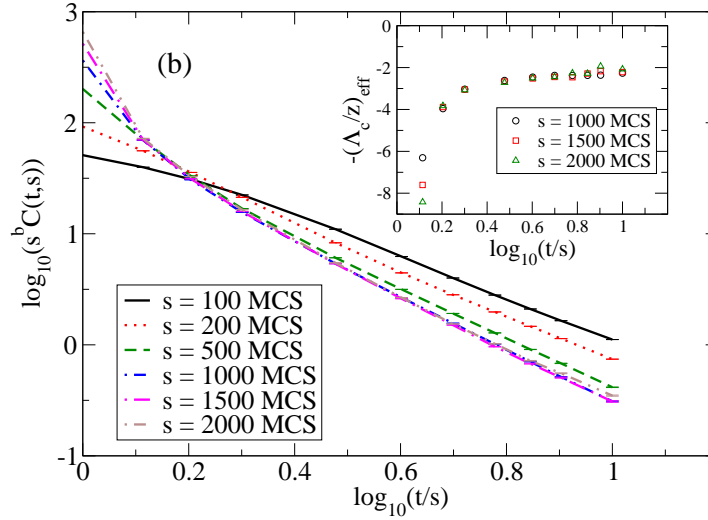 (b)
log10(s^b C(t,s))
3
2
1
0
-1
0
0.2
0.4
0.6
0.8
1
log10(t/s)
s = 100 MCS
s = 200 MCS
s = 500 MCS
s = 1000 MCS
s = 1500 MCS
s = 2000 MCS
-(Λc/z)eff
0
-2
-4
-6
-8
0
0.2
0.4
0.6
0.8
1
log10(t/s)
s = 1000 MCS
s = 1500 MCS
s = 2000 MCS